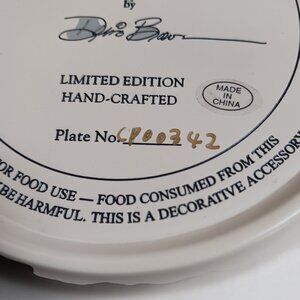 by
LIMITED EDITION
HAND-CRAFTED
MADE IN
CHINA
Plate No. CP00342
FOR FOOD USE — FOOD CONSUMED FROM THIS
BE HARMFUL. THIS IS A DECORATIVE ACCESSORY